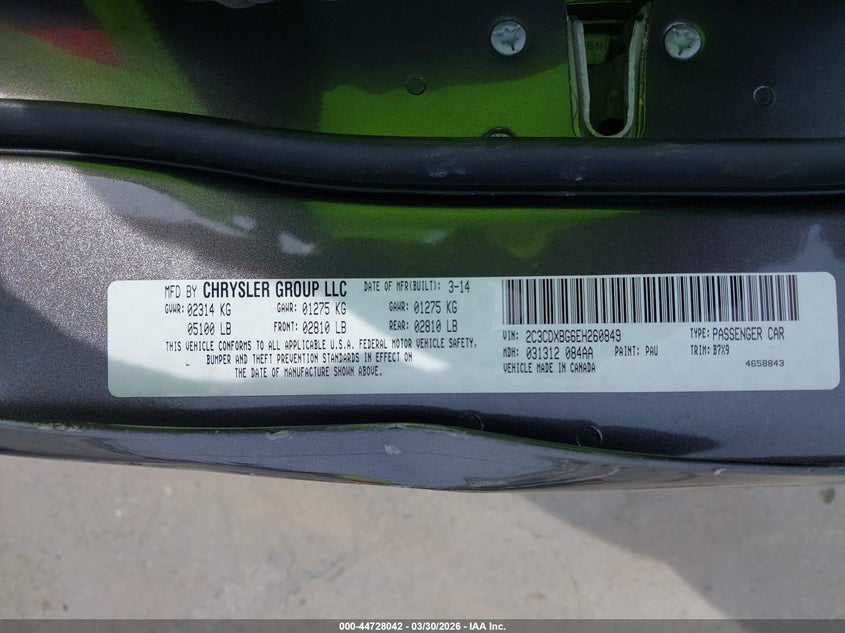 MFD BY CHRYSLER GROUP LLC DATE OF MFR(BUILT): 3-14
GVWR: 02314 KG GAWR: 01275 KG GAWR: 01275 KG
05100 LB FRONT: 02810 LB REAR: 02810 LB
THIS VEHICLE CONFORMS TO ALL APPLICABLE U.S.A. FEDERAL MOTOR VEHICLE SAFETY,
BUMPER AND THEFT PREVENTION STANDARDS IN EFFECT ON
THE DATE OF MANUFACTURE SHOWN ABOVE.
VIN: 2C3CDXBG6EH260849 TYPE: PASSENGER CAR
MDH: 031312 084AA PAINT: PAU TRIM: B7X9
VEHICLE MADE IN CANADA 4658843
000-44728042 — 03/30/2026 — IAA Inc.